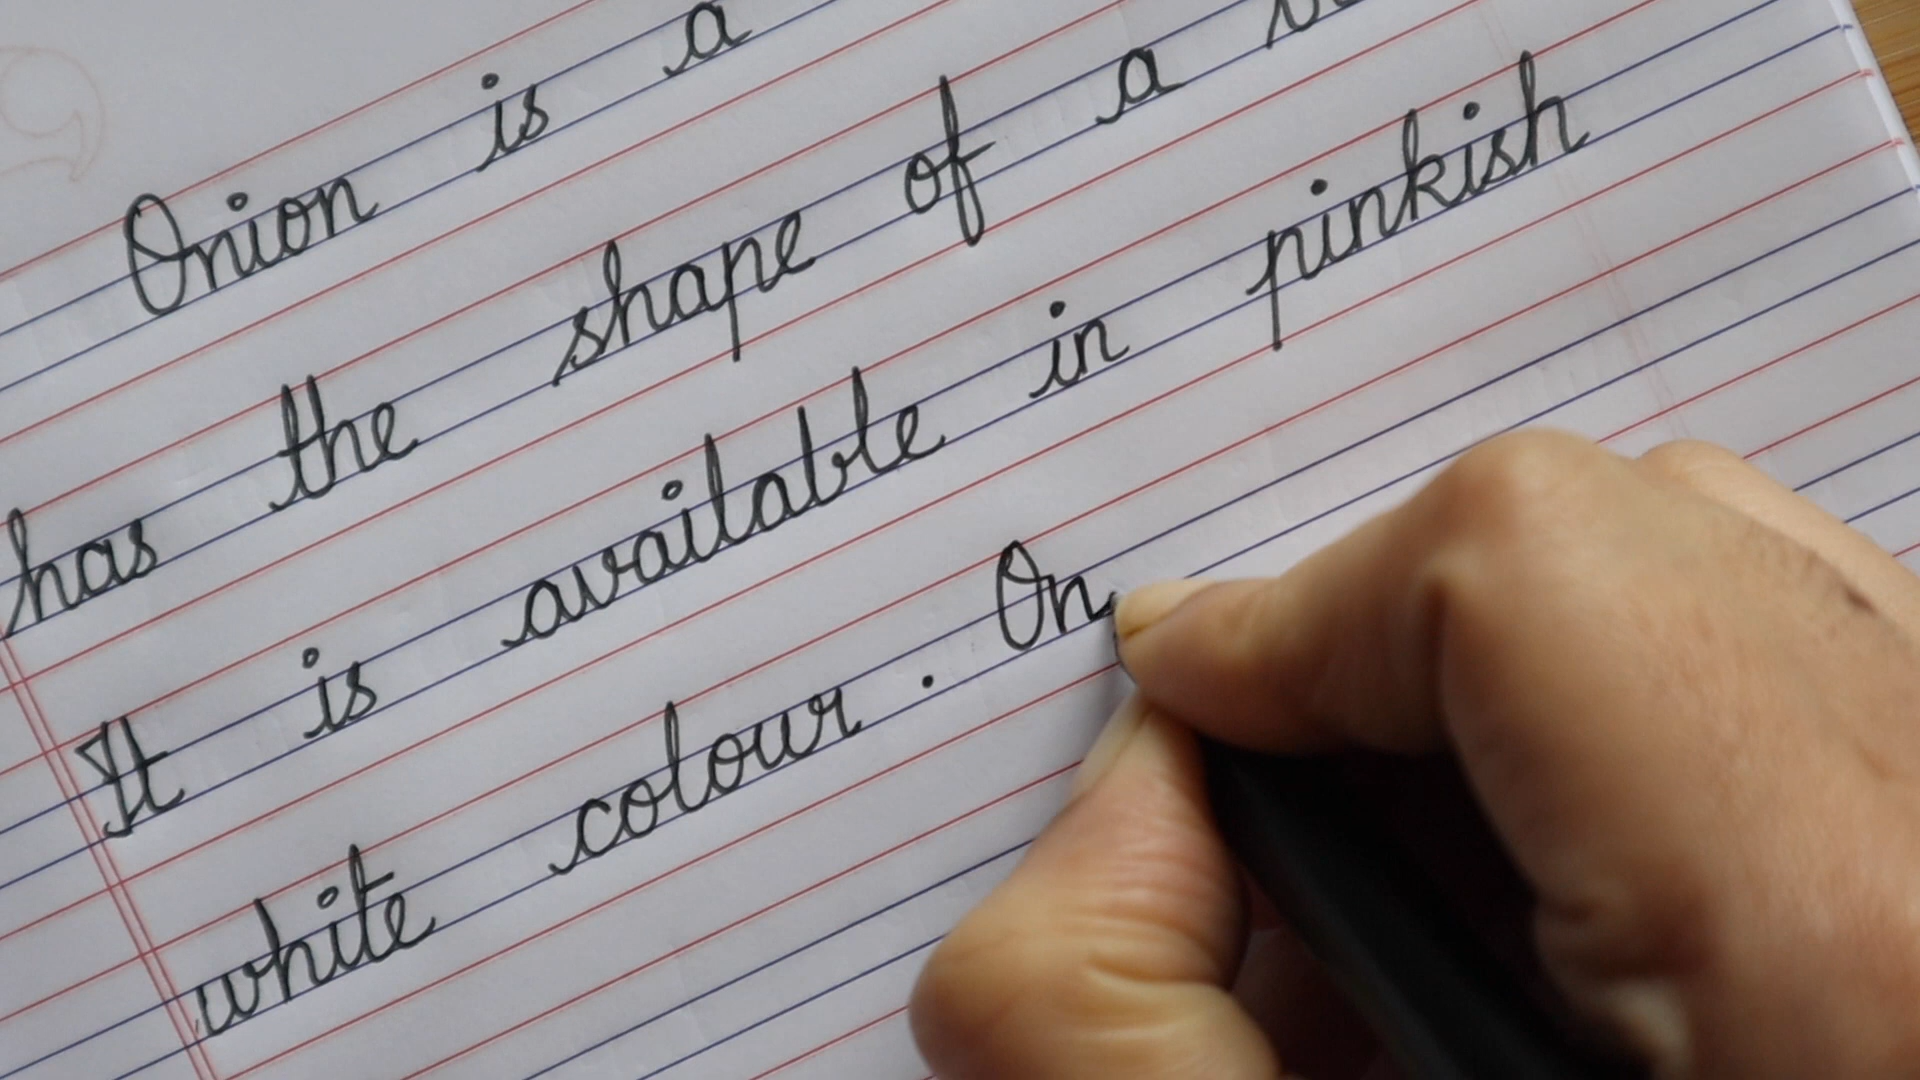 Onion is a
has the shape of a
It is available in pinkish
white colour . On